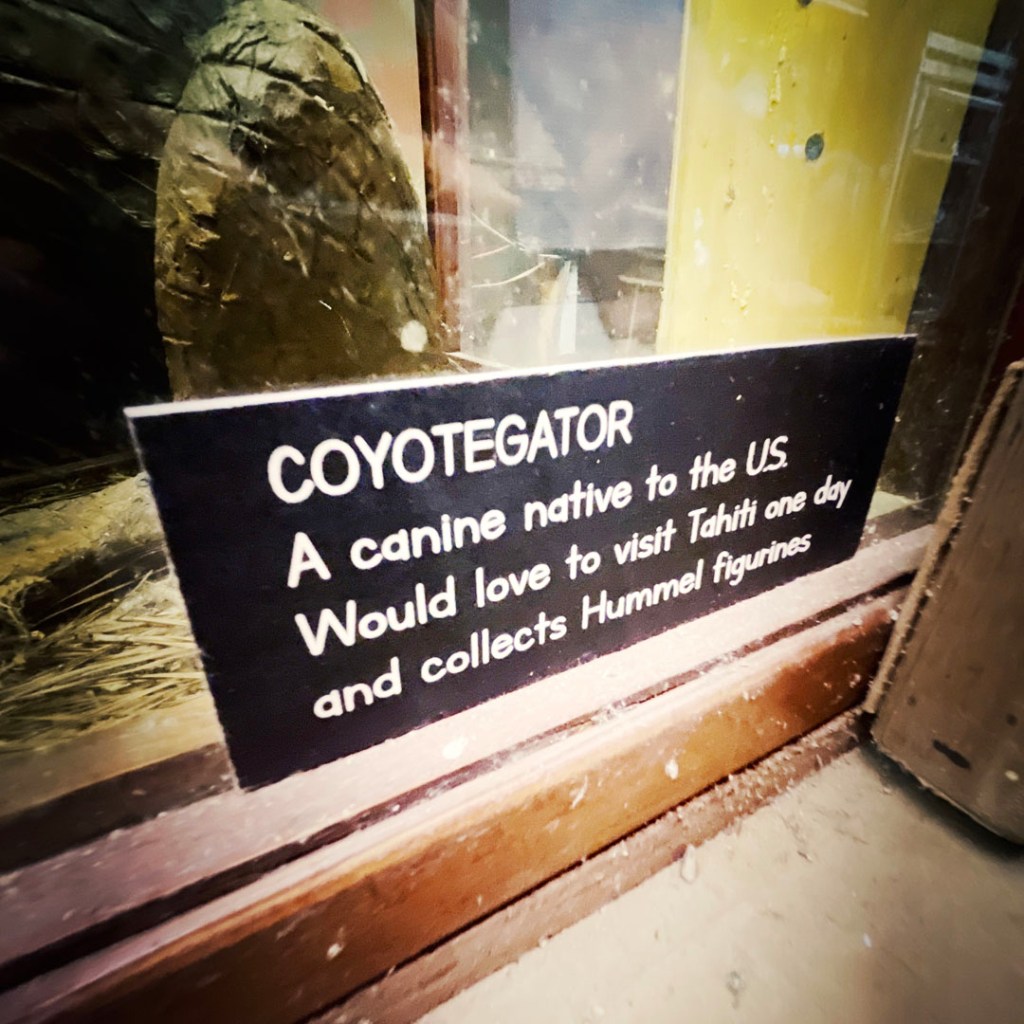 COYOTEGATOR
A canine native to the U.S.
Would love to visit Tahiti one day
and collects Hummel figurines